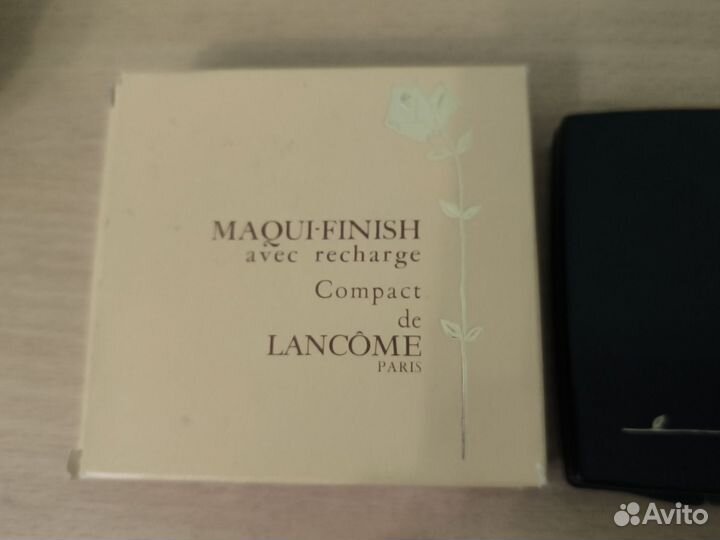 MAQUI-FINISH
avec recharge
Compact
de
LANCÔME
PARIS
Avito